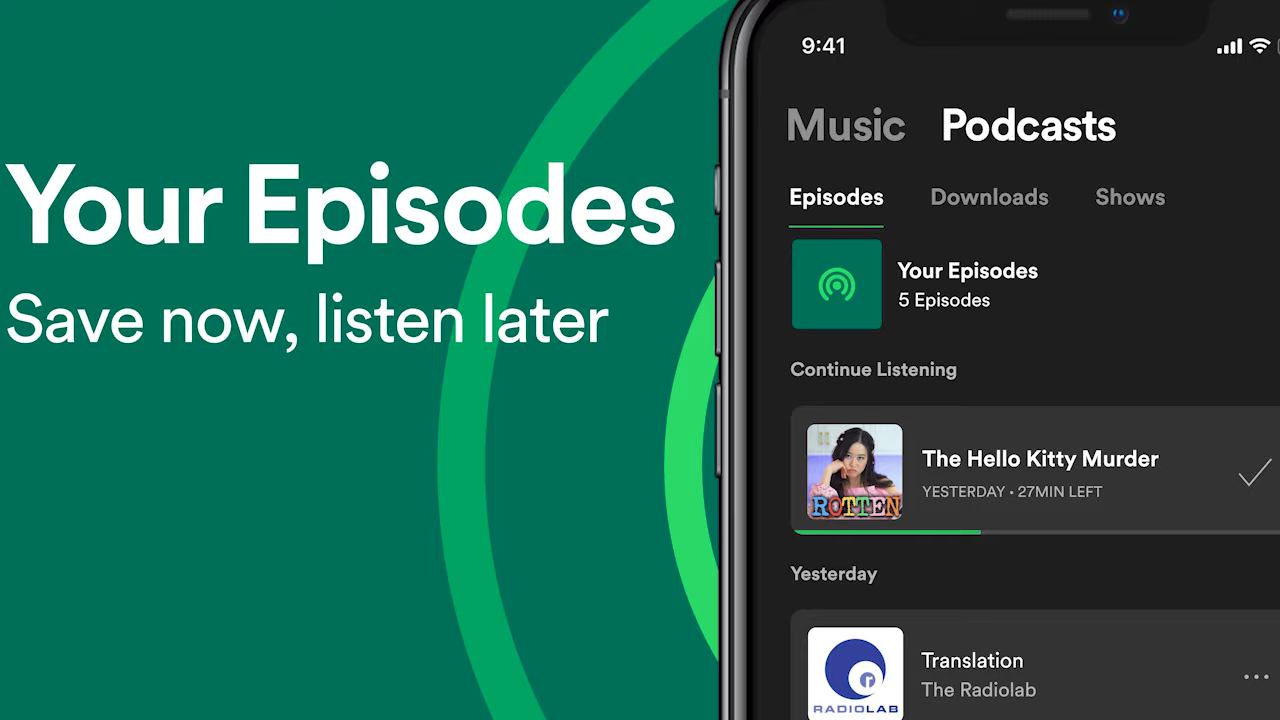 Your Episodes
Save now, listen later
9:41
Music Podcasts
Episodes Downloads Shows
Your Episodes
5 Episodes
Continue Listening
ROTTEN
The Hello Kitty Murder
YESTERDAY • 27MIN LEFT
Yesterday
RADIOLAB
Translation
The Radiolab